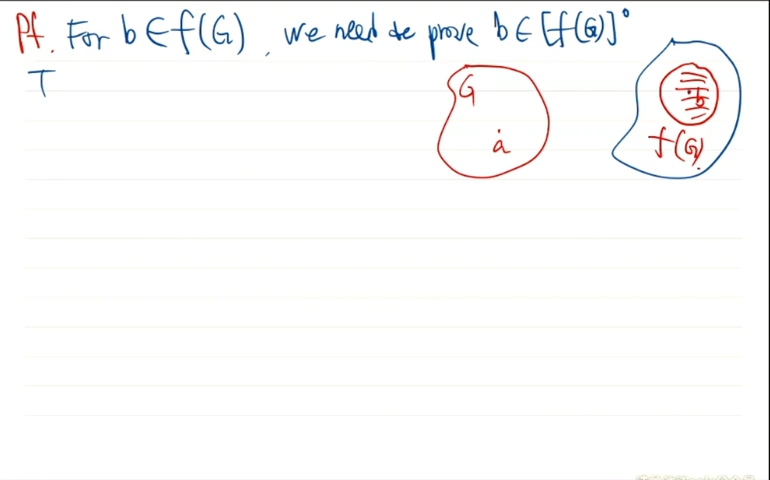 Pf. For b ∈ f(G), we need to prove b ∈ [f(G)]°
T
G
a
b
f(G)